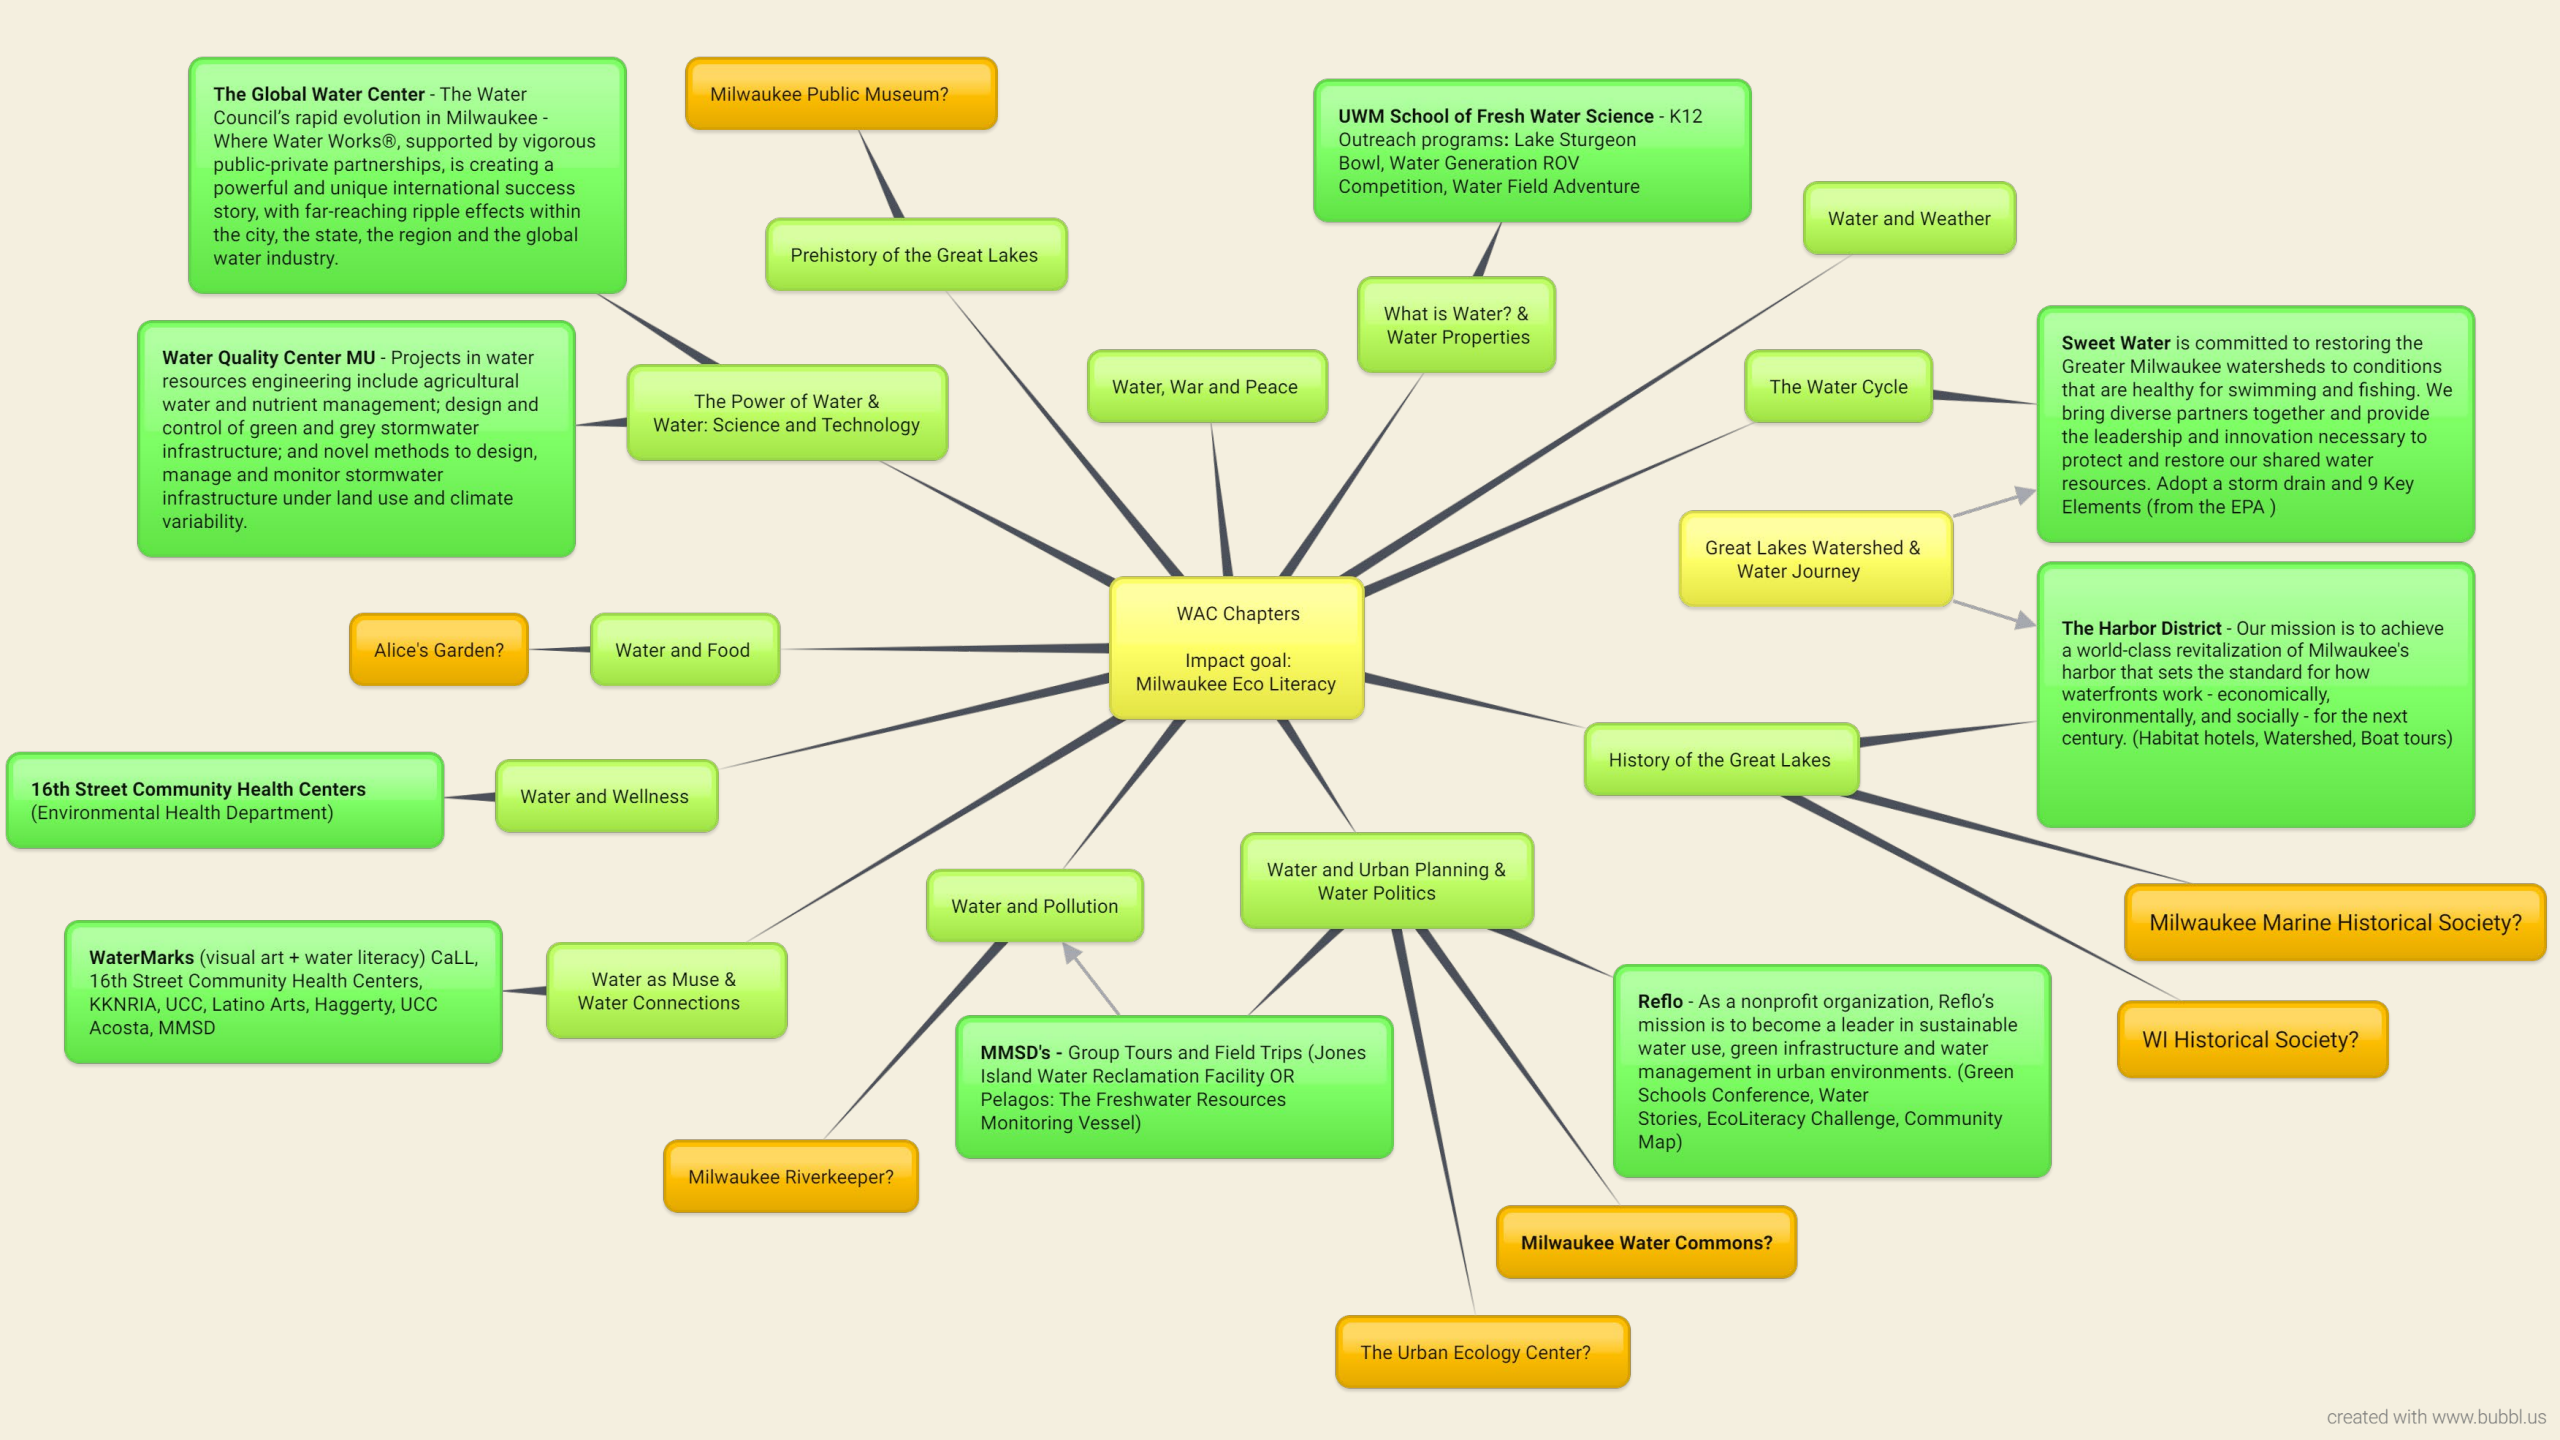 The Global Water Center - The Water
Council's rapid evolution in Milwaukee -
Where Water Works®, supported by vigorous
public-private partnerships, is creating a
powerful and unique international success
story, with far-reaching ripple effects within
the city, the state, the region and the global
water industry.
Milwaukee Public Museum?
UWM School of Fresh Water Science - K12
Outreach programs: Lake Sturgeon
Bowl, Water Generation ROV
Competition, Water Field Adventure
Water and Weather
Prehistory of the Great Lakes
What is Water? &
Water Properties
Water Quality Center MU - Projects in water
resources engineering include agricultural
water and nutrient management; design and
control of green and grey stormwater
infrastructure; and novel methods to design,
manage and monitor stormwater
infrastructure under land use and climate
variability.
The Power of Water &
Water: Science and Technology
Water, War and Peace
The Water Cycle
Sweet Water is committed to restoring the
Greater Milwaukee watersheds to conditions
that are healthy for swimming and fishing. We
bring diverse partners together and provide
the leadership and innovation necessary to
protect and restore our shared water
resources. Adopt a storm drain and 9 Key
Elements (from the EPA )
Great Lakes Watershed &
Water Journey
The Harbor District - Our mission is to achieve
a world-class revitalization of Milwaukee's
harbor that sets the standard for how
waterfronts work - economically,
environmentally, and socially - for the next
century. (Habitat hotels, Watershed, Boat tours)
Alice's Garden?
Water and Food
WAC Chapters
Impact goal:
Milwaukee Eco Literacy
History of the Great Lakes
16th Street Community Health Centers
(Environmental Health Department)
Water and Wellness
Water and Pollution
Water and Urban Planning &
Water Politics
Milwaukee Marine Historical Society?
WaterMarks (visual art + water literacy) CaLL,
16th Street Community Health Centers,
KKNRIA, UCC, Latino Arts, Haggerty, UCC
Acosta, MMSD
Water as Muse &
Water Connections
MMSD's - Group Tours and Field Trips (Jones
Island Water Reclamation Facility OR
Pelagos: The Freshwater Resources
Monitoring Vessel)
Reflo - As a nonprofit organization, Reflo's
mission is to become a leader in sustainable
water use, green infrastructure and water
management in urban environments. (Green
Schools Conference, Water
Stories, EcoLiteracy Challenge, Community
Map)
WI Historical Society?
Milwaukee Riverkeeper?
Milwaukee Water Commons?
The Urban Ecology Center?
created with www.bubbl.us